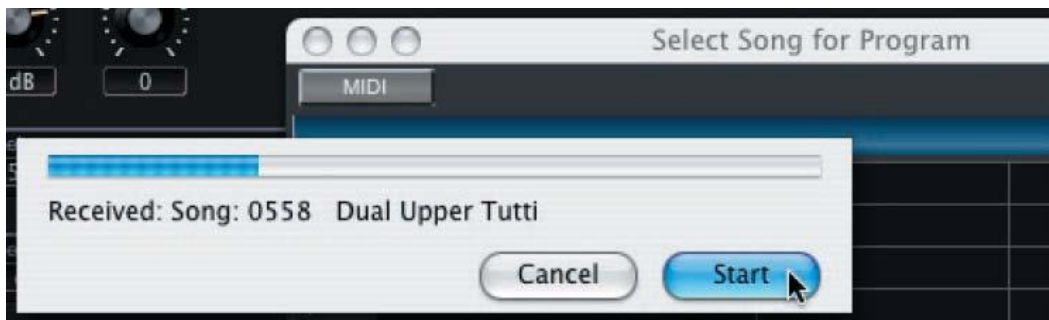 Select Song for Program
dB
0
MIDI
Received: Song: 0558 Dual Upper Tutti
Cancel
Start